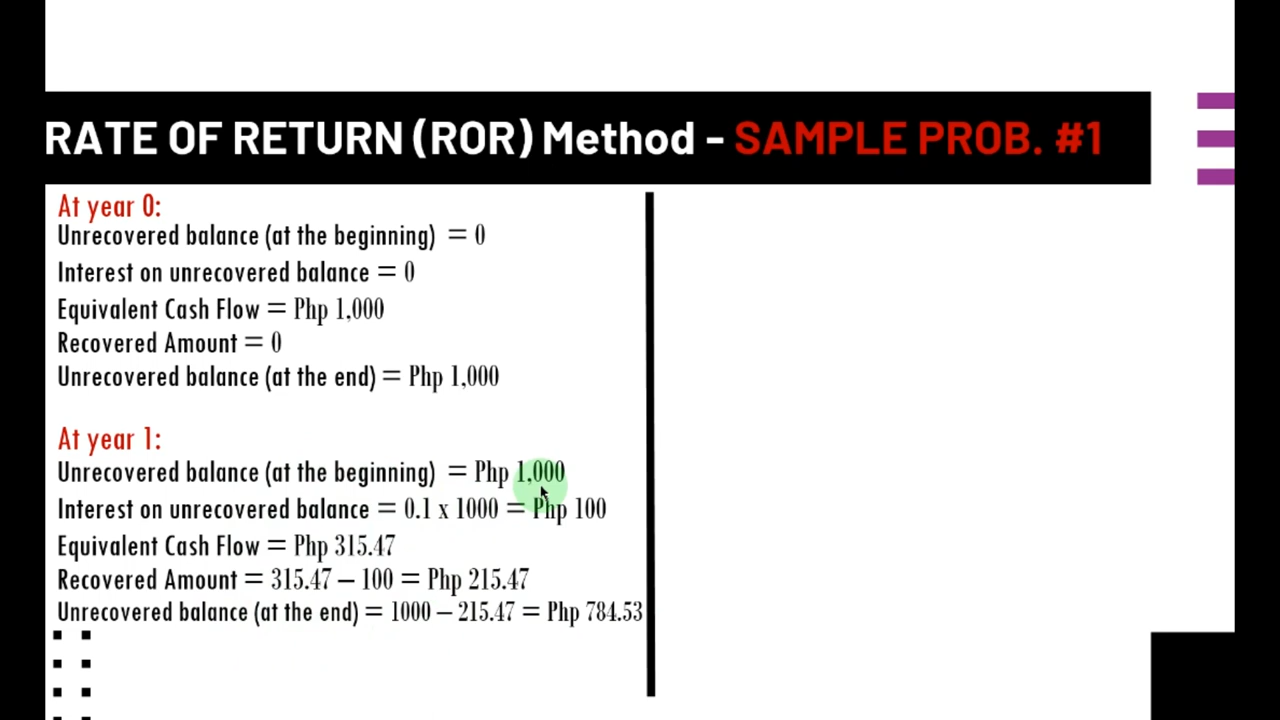 RATE OF RETURN (ROR) Method - SAMPLE PROB. #1
At year 0:
Unrecovered balance (at the beginning) = 0
Interest on unrecovered balance = 0
Equivalent Cash Flow = Php 1,000
Recovered Amount = 0
Unrecovered balance (at the end) = Php 1,000
At year 1:
Unrecovered balance (at the beginning) = Php 1,000
Interest on unrecovered balance = 0.1 x 1000 = Php 100
Equivalent Cash Flow = Php 315.47
Recovered Amount = 315.47 – 100 = Php 215.47
Unrecovered balance (at the end) = 1000 – 215.47 = Php 784.53